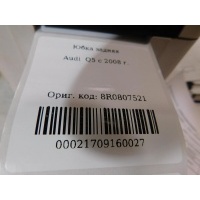 Юбка задняя
Audi Q5 с 2008 г.
Ориг. код: 8R0807521
00021709160027